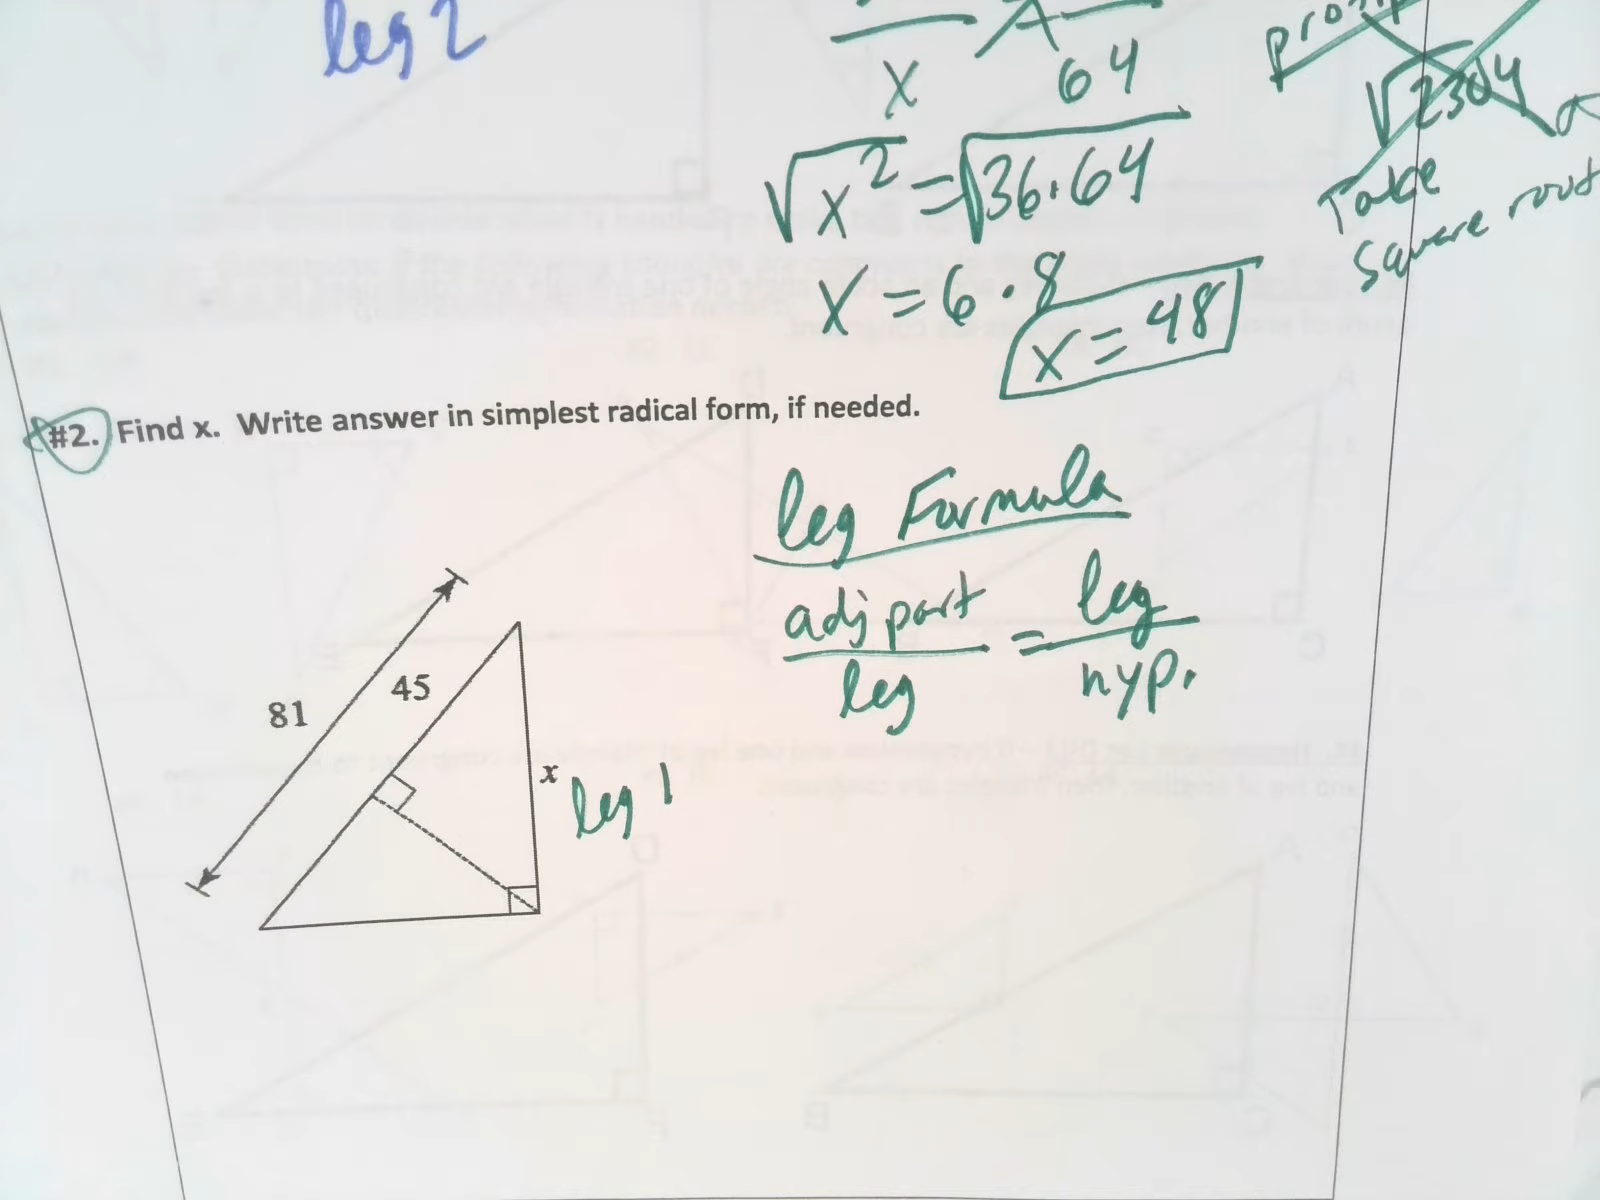 leg 2
x 64
√2304
√x² = √36·64
Take
square root
x = 6 · 8
x = 48
#2. Find x. Write answer in simplest radical form, if needed.
leg Formula
adj part = leg
leg hyp.
81
45
x
leg 1